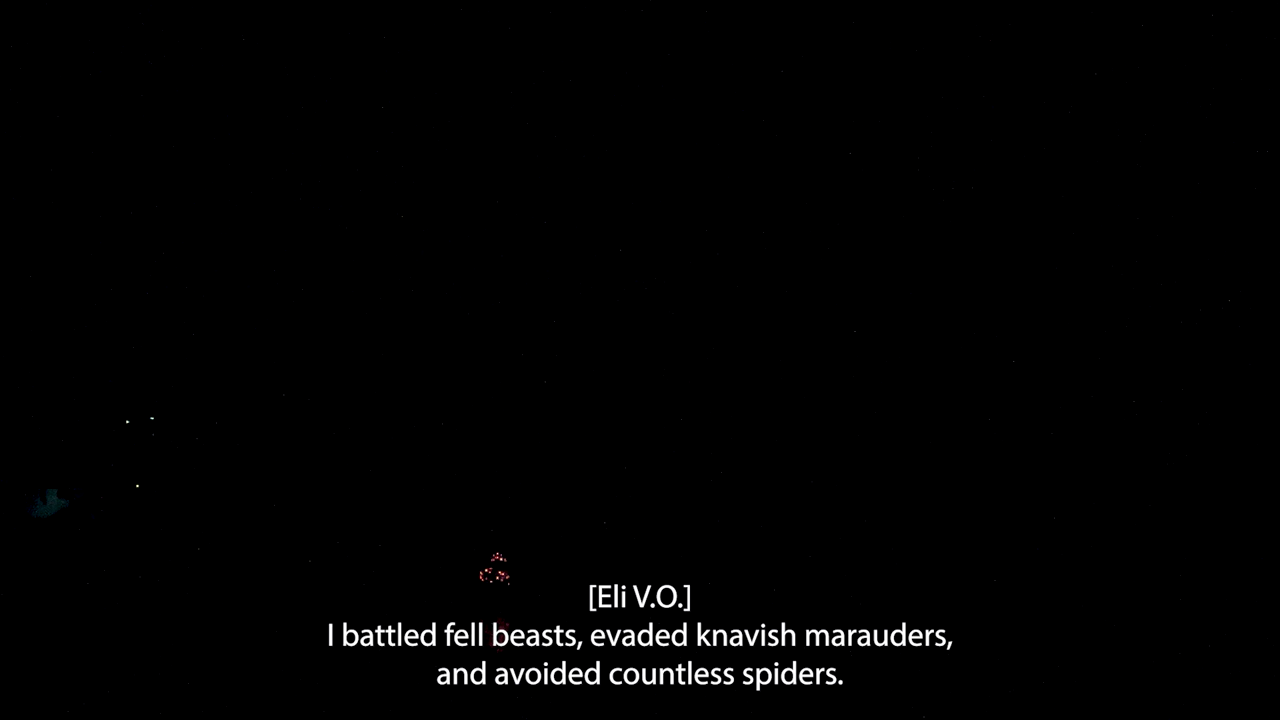 [Eli V.O.]
I battled fell beasts, evaded knavish marauders,
and avoided countless spiders.